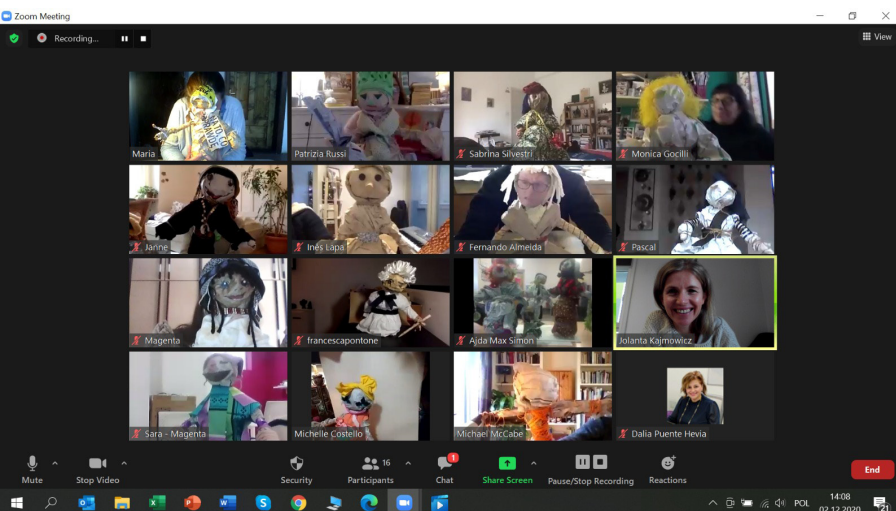 Zoom Meeting
Recording...
View
Maria
Patrizia Russi
Sabrina Silvestri
Monica Gocilli
Janne
Inês Lapa
Fernando Almeida
Pascal
Magenta
francescapontone
Ajda Max Simon
Jolanta Kajmowicz
Sara - Magenta
Michelle Costello
Michael McCabe
Dalia Puente Hevia
16
1
Mute
Stop Video
Security
Participants
Chat
Share Screen
Pause/Stop Recording
Reactions
End
POL
14:08
02.12.2020
21